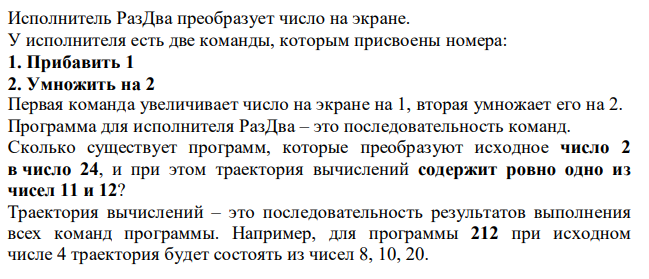 Исполнитель РазДва преобразует число на экране.
У исполнителя есть две команды, которым присвоены номера:
1. Прибавить 1
2. Умножить на 2
Первая команда увеличивает число на экране на 1, вторая умножает его на 2.
Программа для исполнителя РазДва – это последовательность команд.
Сколько существует программ, которые преобразуют исходное число 2
в число 24, и при этом траектория вычислений содержит ровно одно из
чисел 11 и 12?
Траектория вычислений – это последовательность результатов выполнения
всех команд программы. Например, для программы 212 при исходном
числе 4 траектория будет состоять из чисел 8, 10, 20.